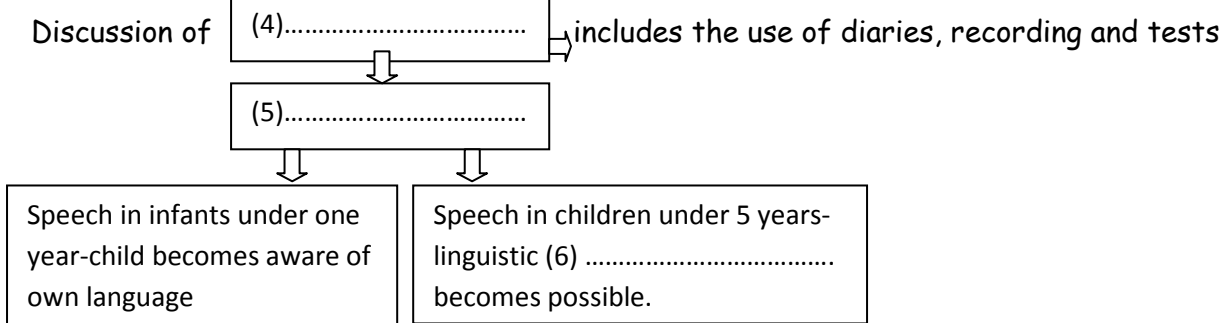 Discussion of (4)…………………………… includes the use of diaries, recording and tests
(5)……………………………
Speech in infants under one
year-child becomes aware of
own language
Speech in children under 5 years-
linguistic (6) ……………………………
becomes possible.